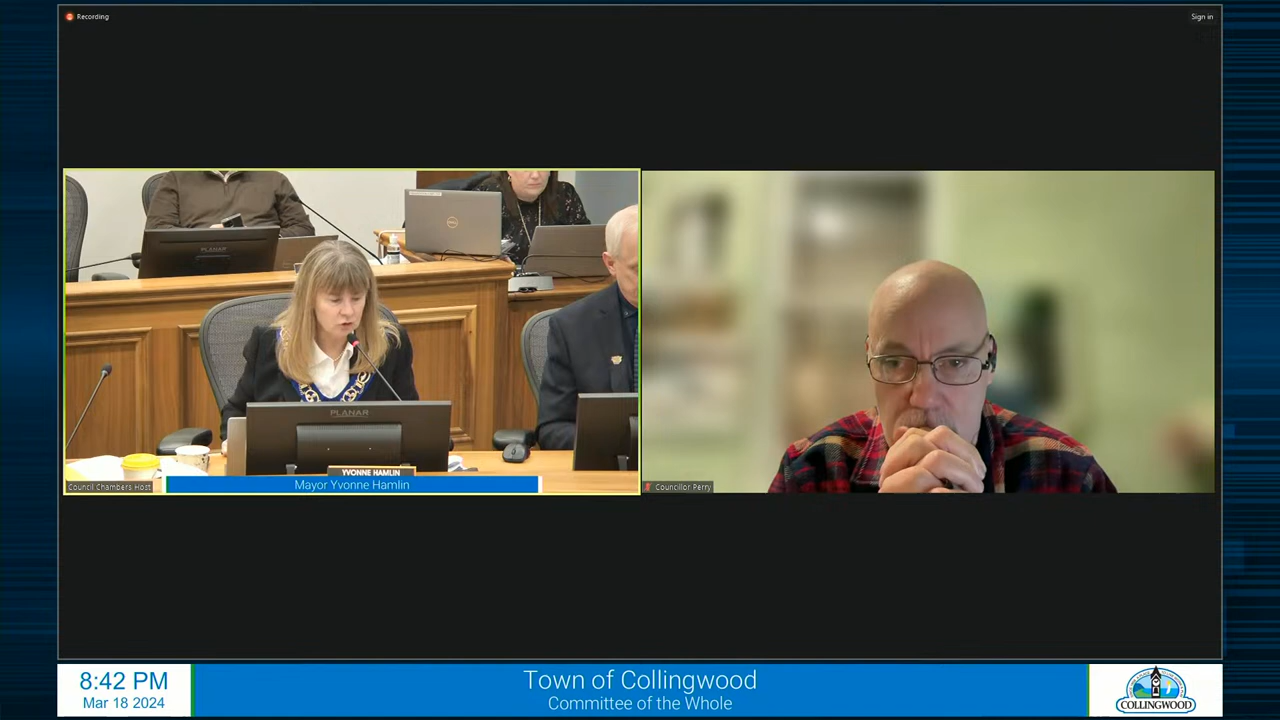 Recording
Sign in
PLANAR
DELL
PLANAR
YVONNE HAMLIN
Mayor Yvonne Hamlin
Council Chambers Host
Councillor Perry
8:42 PM
Mar 18 2024
Town of Collingwood
Committee of the Whole
COLLINGWOOD